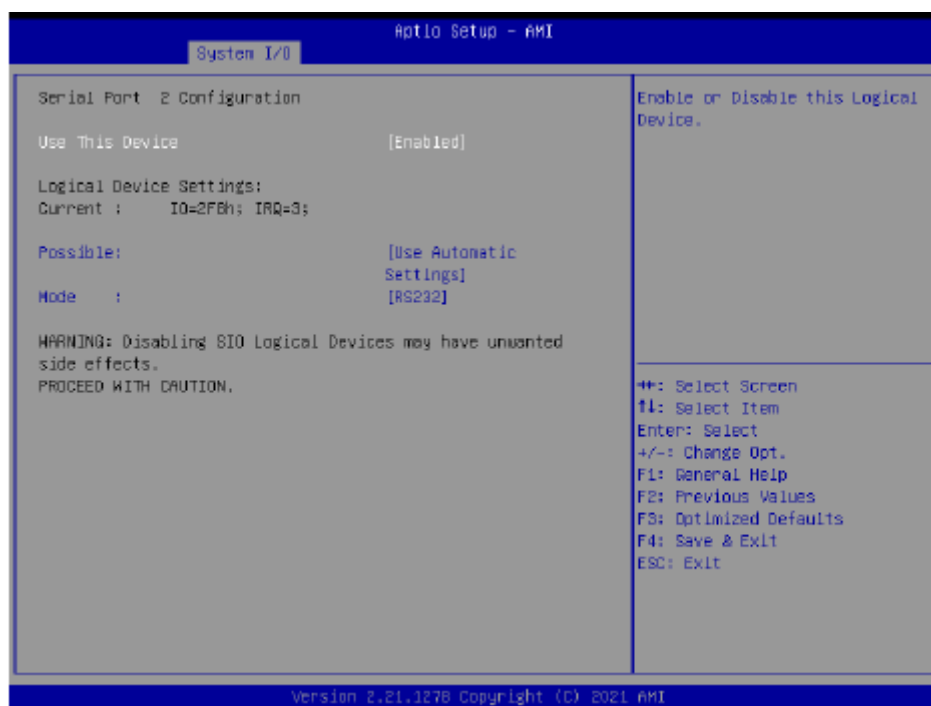 Aptio Setup - AMI
System I/O
Serial Port 2 Configuration
Use This Device [Enabled]
Logical Device Settings:
Current : IO=2F8h; IRQ=3;
Possible: [Use Automatic
Settings]
Mode : [RS232]
WARNING: Disabling SIO Logical Devices may have unwanted
side effects.
PROCEED WITH CAUTION.
Enable or Disable this Logical
Device.
→←: Select Screen
↑↓: Select Item
Enter: Select
+/-: Change Opt.
F1: General Help
F2: Previous Values
F3: Optimized Defaults
F4: Save & Exit
ESC: Exit
Version 2.21.1278 Copyright (C) 2021 AMI